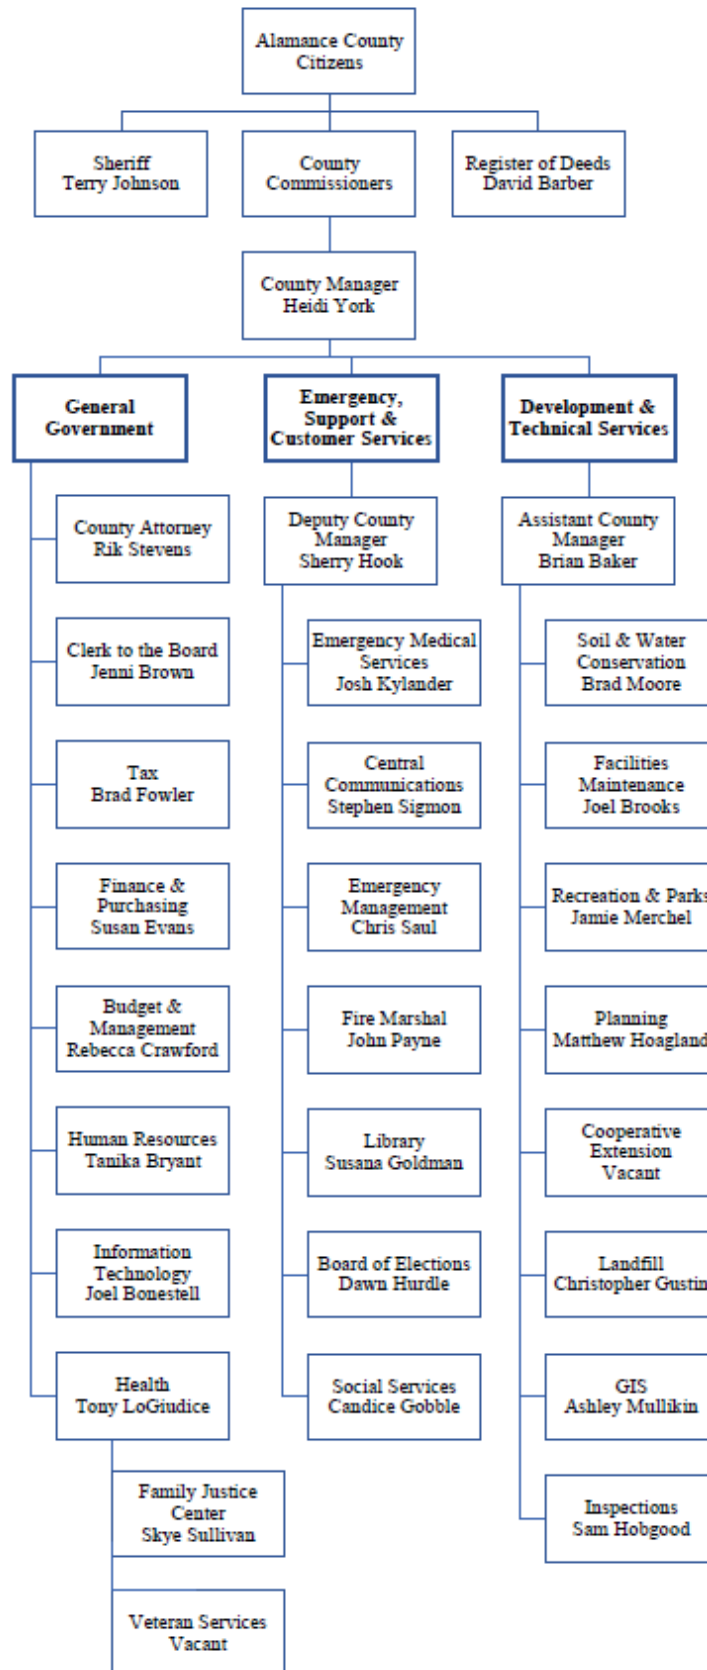 Alamance County
Citizens
Sheriff
Terry Johnson
County
Commissioners
Register of Deeds
David Barber
County Manager
Heidi York
General
Government
Emergency,
Support &
Customer Services
Development &
Technical Services
County Attorney
Rik Stevens
Clerk to the Board
Jenni Brown
Tax
Brad Fowler
Finance &
Purchasing
Susan Evans
Budget &
Management
Rebecca Crawford
Human Resources
Tanika Bryant
Information
Technology
Joel Bonestell
Health
Tony LoGiudice
Family Justice
Center
Skye Sullivan
Veteran Services
Vacant
Deputy County
Manager
Sherry Hook
Emergency Medical
Services
Josh Kylander
Central
Communications
Stephen Sigmon
Emergency
Management
Chris Saul
Fire Marshal
John Payne
Library
Susana Goldman
Board of Elections
Dawn Hurdle
Social Services
Candice Gobble
Assistant County
Manager
Brian Baker
Soil & Water
Conservation
Brad Moore
Facilities
Maintenance
Joel Brooks
Recreation & Parks
Jamie Merchel
Planning
Matthew Hoagland
Cooperative
Extension
Vacant
Landfill
Christopher Gustin
GIS
Ashley Mullikin
Inspections
Sam Hobgood